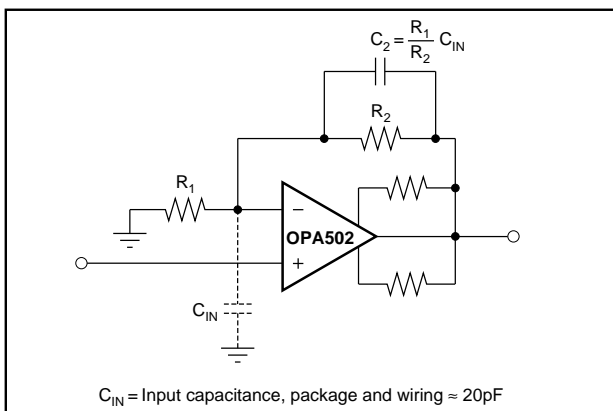 C2 = R1/R2 CIN
R2
R1
−
OPA502
+
CIN
CIN = Input capacitance, package and wiring ≈ 20pF